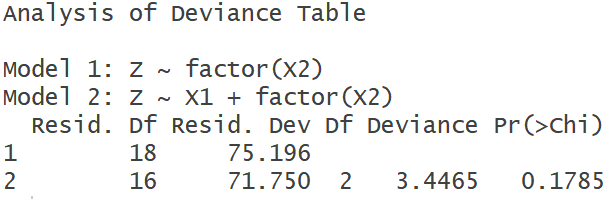 Analysis of Deviance Table
Model 1: Z ~ factor(X2)
Model 2: Z ~ X1 + factor(X2)
Resid. Df Resid. Dev Df Deviance Pr(>Chi)
1 18 75.196
2 16 71.750 2 3.4465 0.1785